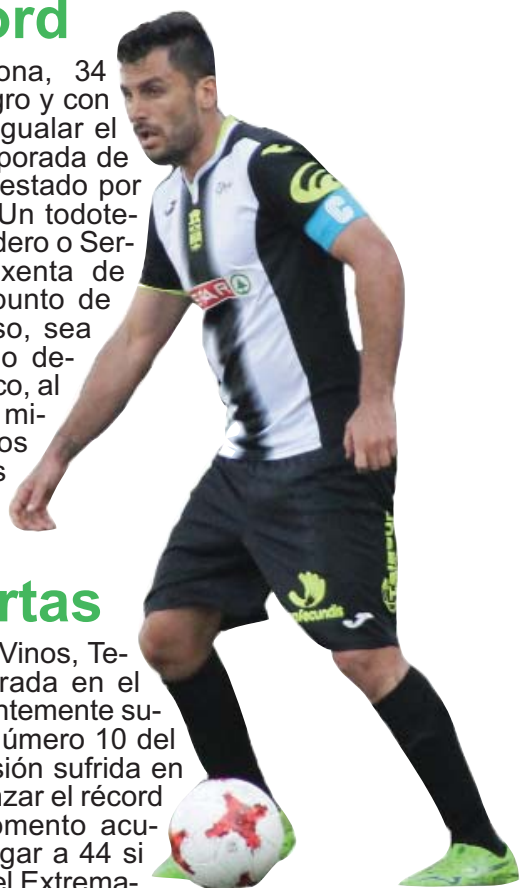 ord
ona, 34
gro y con
gualar el
porada de
estado por
Un todote-
dero o Ser-
xenta de
punto de
so, sea
o de-
co, al
mi-
os
s
C
SPAR
rtas
Vinos, Te-
rada en el
ntemente su-
número 10 del
sión sufrida en
nzar el récord
omento acu-
gar a 44 si
el Extrema-